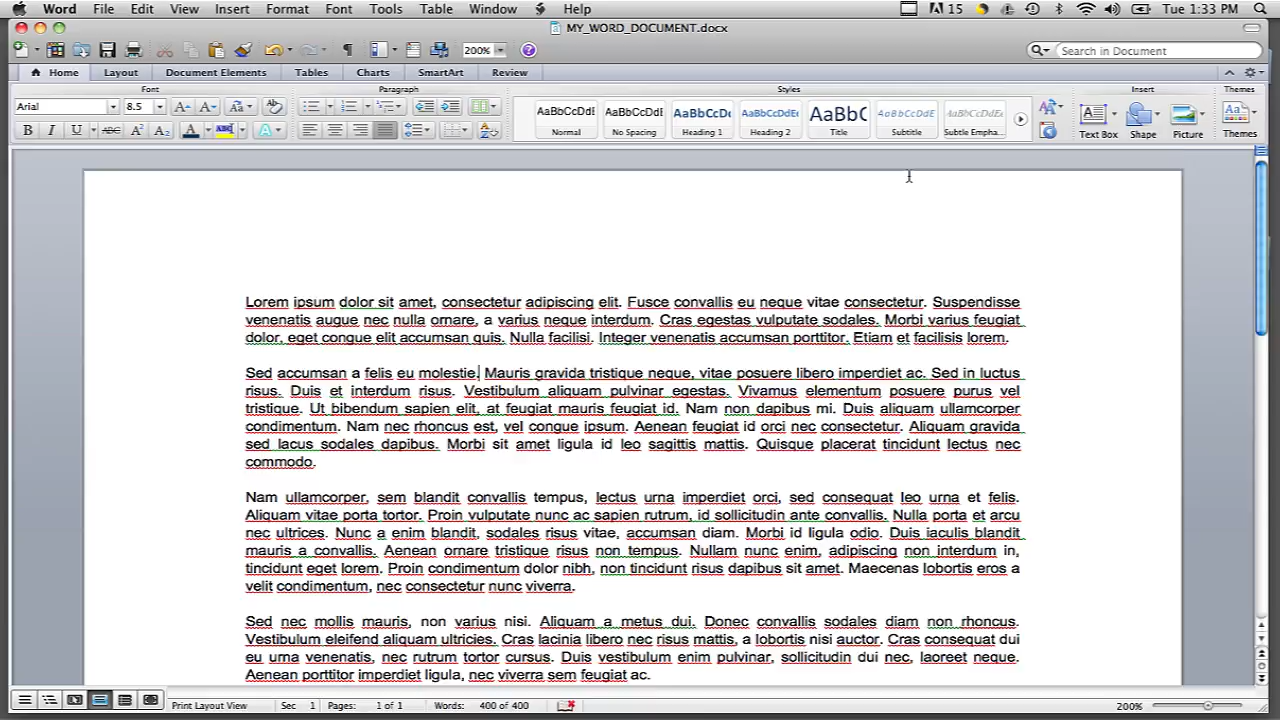 Word File Edit View Insert Format Font Tools Table Window Help 15 Tue 1:33 PM
MY_WORD_DOCUMENT.docx
200% Search in Document
Home Layout Document Elements Tables Charts SmartArt Review
Font Paragraph Styles Insert Themes
Arial 8.5 Aa AaBbCcDdE AaBbCcDdE AaBbCcDc AaBbCcDdE AaBbC AaBbCcDdE AaBbCcDdE Aa
B I U ABC A² A₂ A ABC A Normal No Spacing Heading 1 Heading 2 Title Subtitle Subtle Empha... Text Box Shape Picture Themes
Lorem ipsum dolor sit amet, consectetur adipiscing elit. Fusce convallis eu neque vitae consectetur. Suspendisse
venenatis augue nec nulla ornare, a varius neque interdum. Cras egestas vulputate sodales. Morbi varius feugiat
dolor, eget congue elit accumsan quis. Nulla facilisi. Integer venenatis accumsan porttitor. Etiam et facilisis lorem.
Sed accumsan a felis eu molestie. Mauris gravida tristique neque, vitae posuere libero imperdiet ac. Sed in luctus
risus. Duis et interdum risus. Vestibulum aliquam pulvinar egestas. Vivamus elementum posuere purus vel
tristique. Ut bibendum sapien elit, at feugiat mauris feugiat id. Nam non dapibus mi. Duis aliquam ullamcorper
condimentum. Nam nec rhoncus est, vel congue ipsum. Aenean feugiat id orci nec consectetur. Aliquam gravida
sed lacus sodales dapibus. Morbi sit amet ligula id leo sagittis mattis. Quisque placerat tincidunt lectus nec
commodo.
Nam ullamcorper, sem blandit convallis tempus, lectus urna imperdiet orci, sed consequat leo urna et felis.
Aliquam vitae porta tortor. Proin vulputate nunc ac sapien rutrum, id sollicitudin ante convallis. Nulla porta et arcu
nec ultrices. Nunc a enim blandit, sodales risus vitae, accumsan diam. Morbi id ligula odio. Duis iaculis blandit
mauris a convallis. Aenean ornare tristique risus non tempus. Nullam nunc enim, adipiscing non interdum in,
tincidunt eget lorem. Proin condimentum dolor nibh, non tincidunt risus dapibus sit amet. Maecenas lobortis eros a
velit condimentum, nec consectetur nunc viverra.
Sed nec mollis mauris, non varius nisi. Aliquam a metus dui. Donec convallis sodales diam non rhoncus.
Vestibulum eleifend aliquam ultricies. Cras lacinia libero nec risus mattis, a lobortis nisi auctor. Cras consequat dui
eu urna venenatis, nec rutrum tortor cursus. Duis vestibulum enim pulvinar, sollicitudin dui nec, laoreet neque.
Aenean porttitor imperdiet ligula, nec viverra sem feugiat ac.
Print Layout View Sec 1 Pages: 1 of 1 Words: 400 of 400 200%